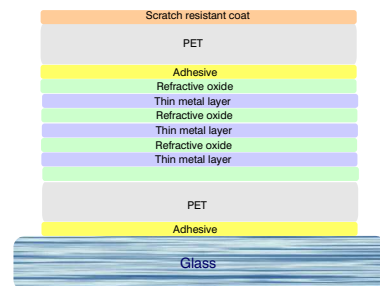 Scratch resistant coat
PET
Adhesive
Refractive oxide
Thin metal layer
Refractive oxide
Thin metal layer
Refractive oxide
Thin metal layer
PET
Adhesive
Glass